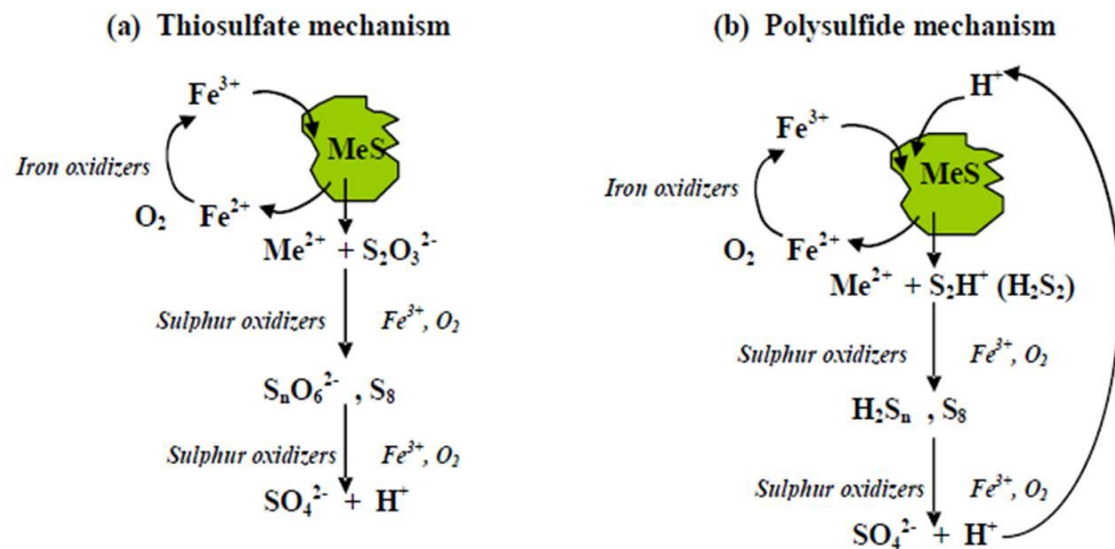 (a) Thiosulfate mechanism
Fe³⁺
MeS
Iron oxidizers
O₂ Fe²⁺
Me²⁺ + S₂O₃²⁻
Sulphur oxidizers Fe³⁺, O₂
SₙO₆²⁻ , S₈
Sulphur oxidizers Fe³⁺, O₂
SO₄²⁻ + H⁺
(b) Polysulfide mechanism
H⁺
Fe³⁺
MeS
Iron oxidizers
O₂ Fe²⁺
Me²⁺ + S₂H⁺ (H₂S₂)
Sulphur oxidizers Fe³⁺, O₂
H₂Sₙ , S₈
Sulphur oxidizers Fe³⁺, O₂
SO₄²⁻ + H⁺